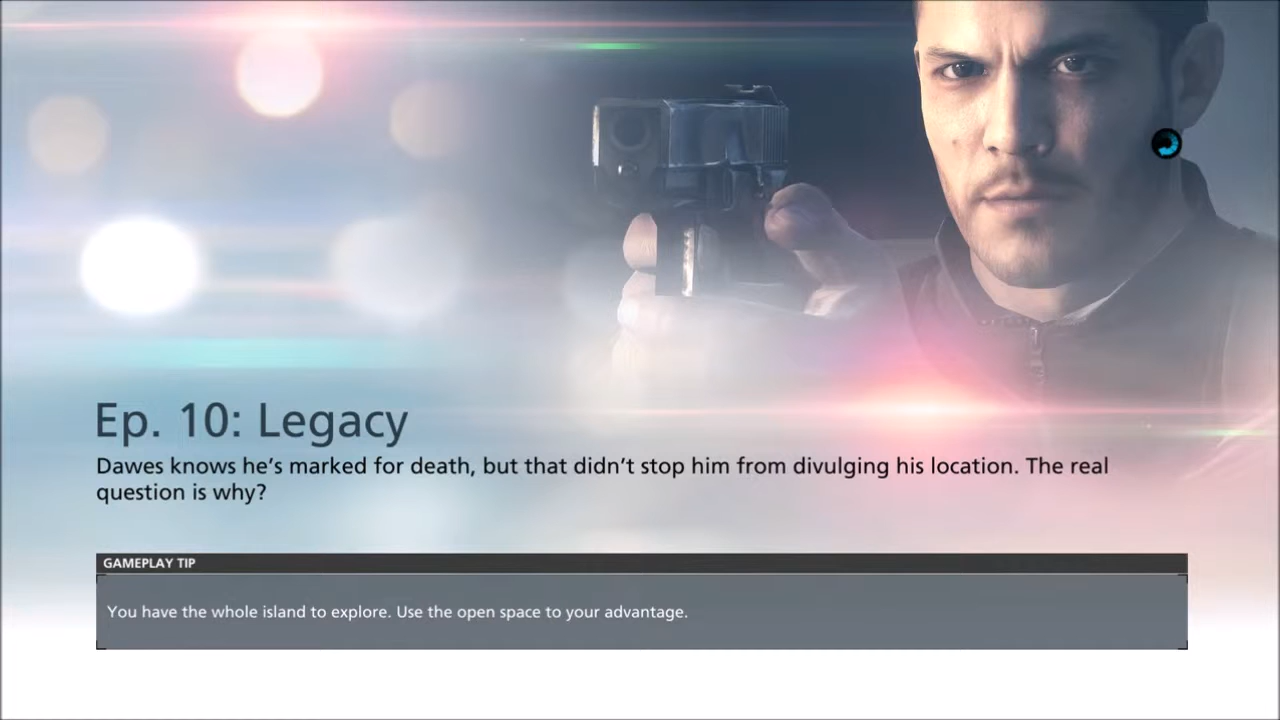 Ep. 10: Legacy
Dawes knows he's marked for death, but that didn't stop him from divulging his location. The real
question is why?
GAMEPLAY TIP
You have the whole island to explore. Use the open space to your advantage.